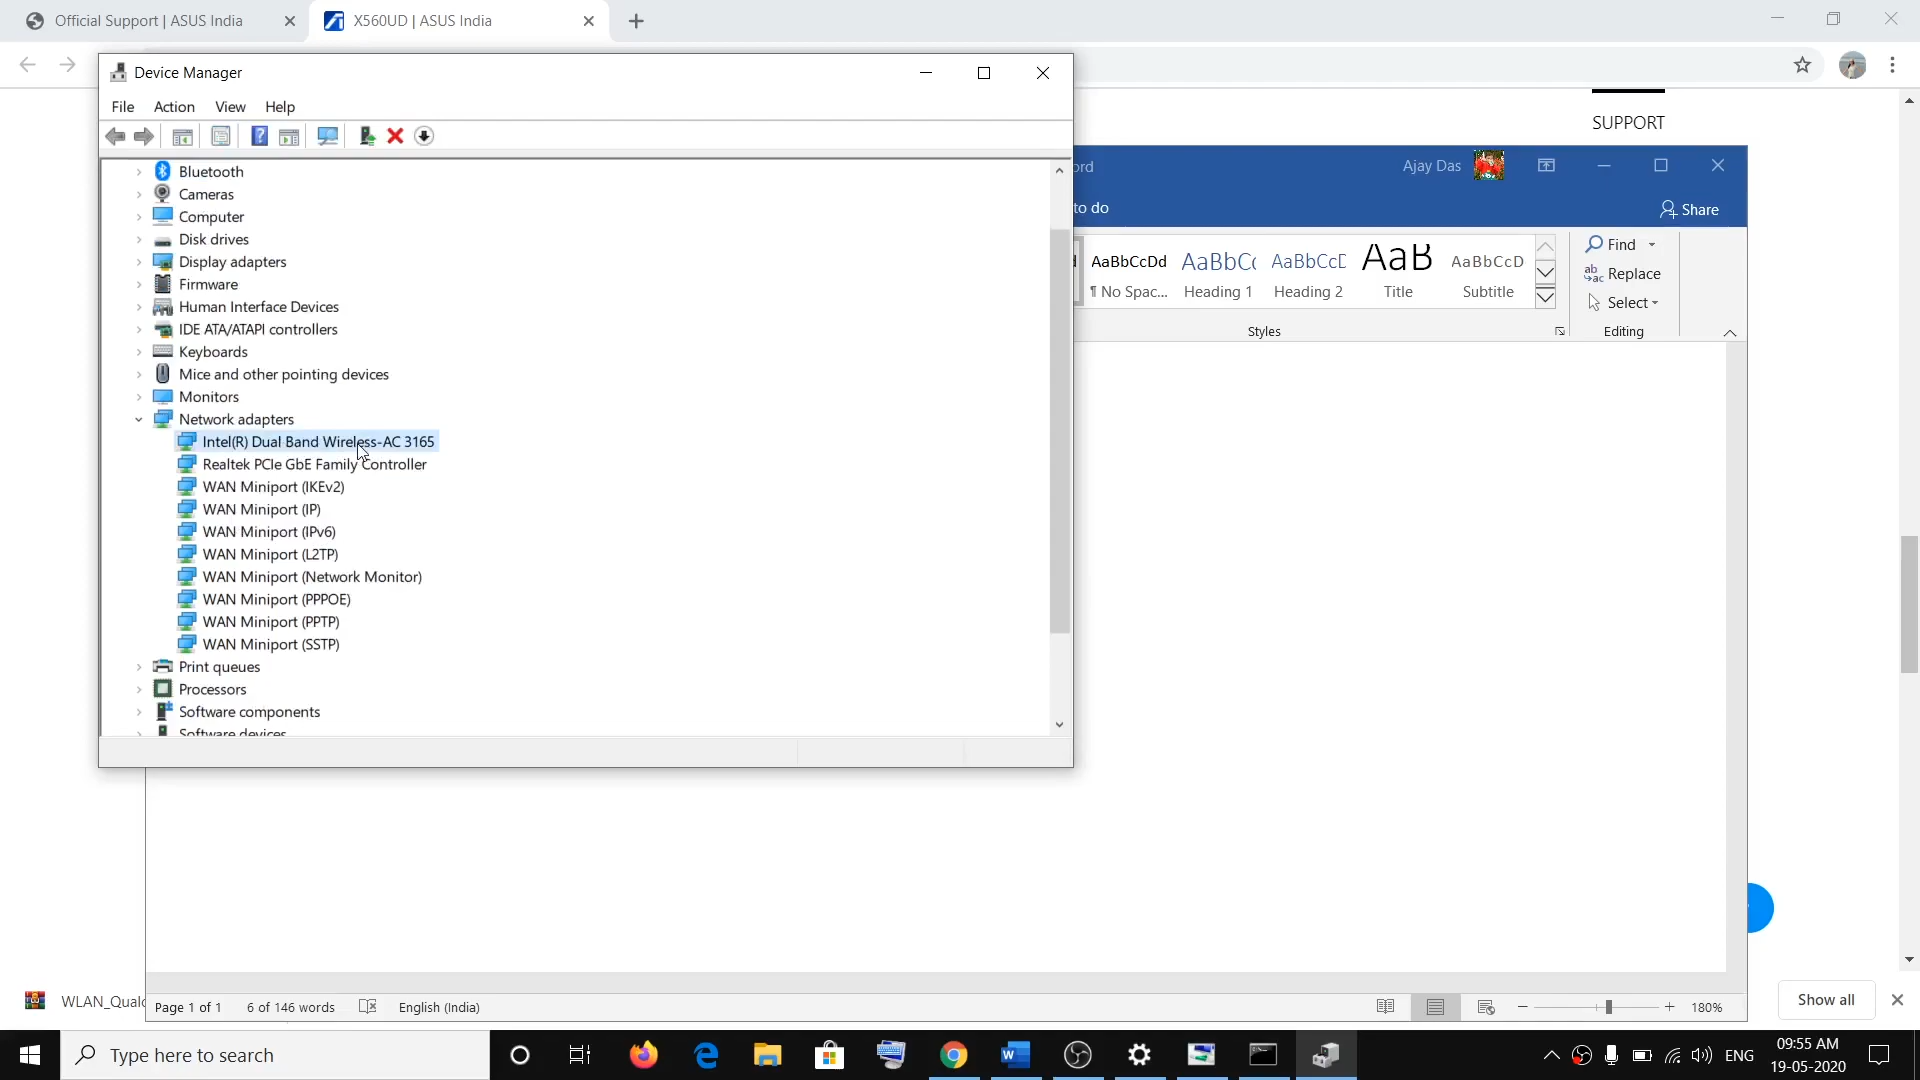 Official Support | ASUS India
X560UD | ASUS India
Device Manager
File Action View Help
SUPPORT
Bluetooth
Cameras
Computer
Disk drives
Display adapters
Firmware
Human Interface Devices
IDE ATA/ATAPI controllers
Keyboards
Mice and other pointing devices
Monitors
Network adapters
Intel(R) Dual Band Wireless-AC 3165
Realtek PCIe GbE Family Controller
WAN Miniport (IKEv2)
WAN Miniport (IP)
WAN Miniport (IPv6)
WAN Miniport (L2TP)
WAN Miniport (Network Monitor)
WAN Miniport (PPPOE)
WAN Miniport (PPTP)
WAN Miniport (SSTP)
Print queues
Processors
Software components
Software devices
ord
Ajay Das
to do
Share
AaBbCcDd AaBbC AaBbCcD AaB AaBbCcD
¶ No Spac... Heading 1 Heading 2 Title Subtitle
Styles
Find
Replace
Select
Editing
WLAN_Qualc
Page 1 of 1 6 of 146 words English (India)
180%
Show all
Type here to search
ENG
09:55 AM
19-05-2020